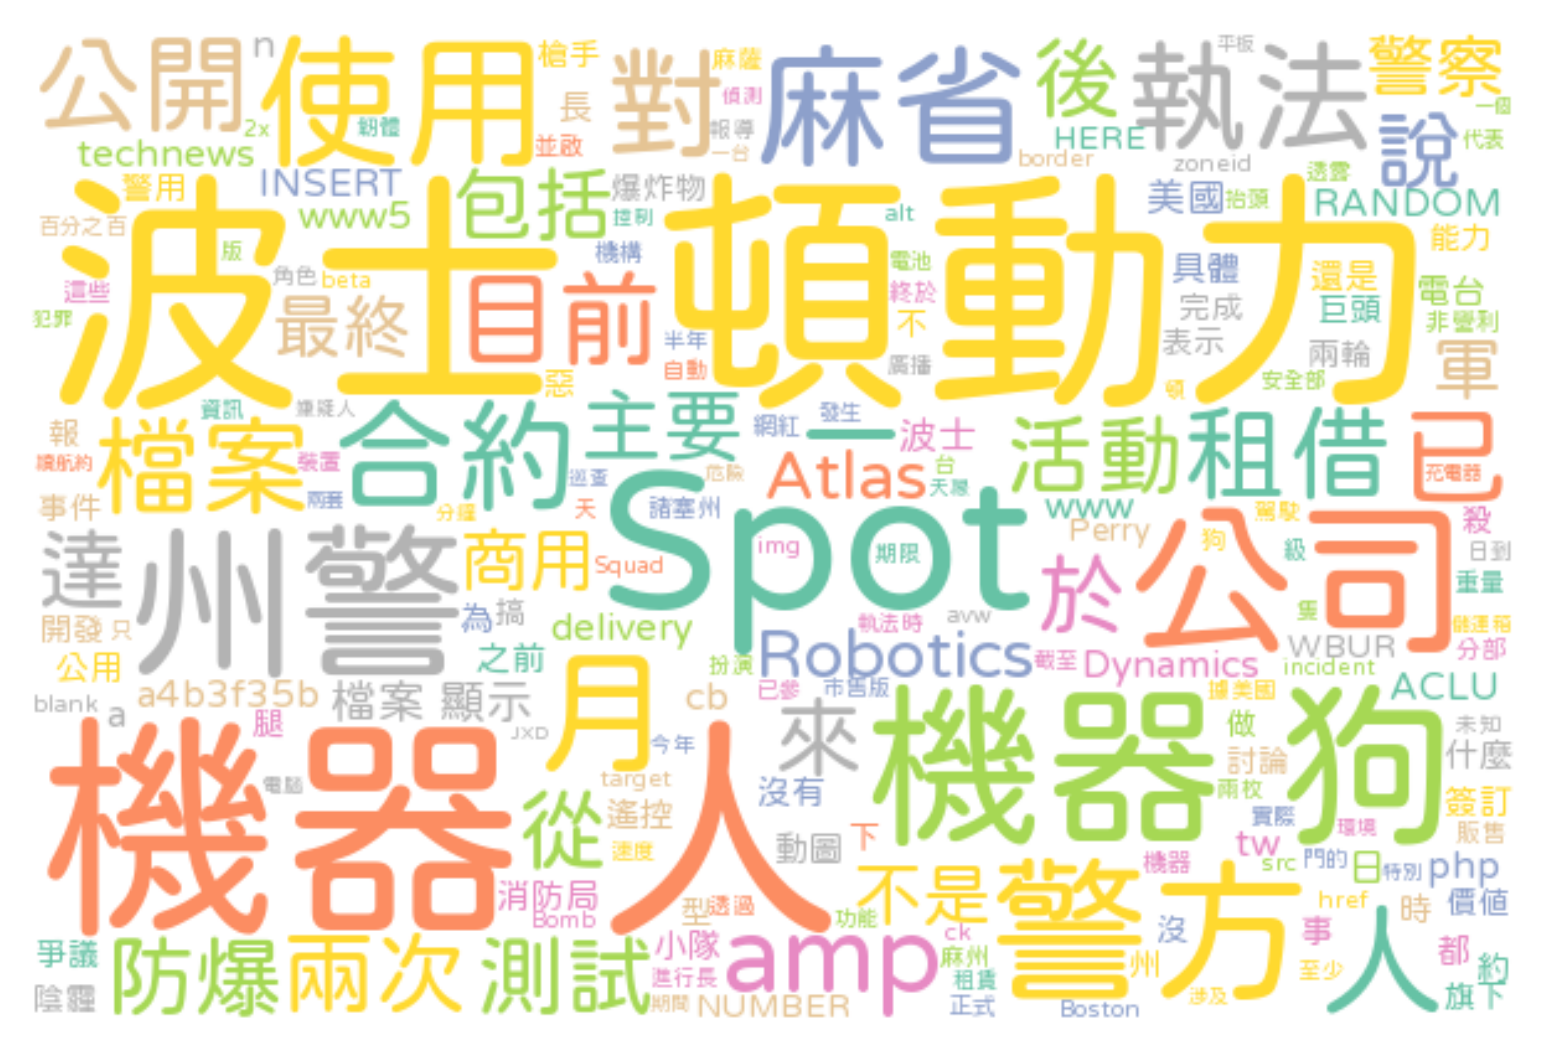 公開
n
使用
槍手
長
對
麻薩
偵測
麻省
後
平板
執法
警察
一個
2x
韌體
technews
並啟
報導
一台
HERE
border
zoneid
說
代表
警用
INSERT
包括
爆炸物
透露
美國
抬頭
RANDOM
百分之百
波士頓動力
www5
控制
alt
版
機構
電池
具體
能力
角色
beta
這些
目前
終於
還是
電台
完成
巨頭
犯罪
最終
不
非營利
半年
表示
自動
廣播
兩輪
軍
惡
安全部
頓
資訊
嫌疑人
主要
網紅
發生
一
波士
報
檔案
合約
活動
租借
已
續航約
裝置
巡查
危險
Atlas
台
天隱
充電器
事件
兩套
分鐘
天
諸塞州
Spot
www
駕駛
殺
Perry
達
州警
商用
Squad
img
期限
狗
級
日到
於
公司
重量
開發
只
為
搞
delivery
執法時
avw
隻
儲運箱
公用
之前
扮演
Robotics
截至
Dynamics
WBUR
incident
分部
blank
a
a4b3f35b
檔案
顯示
月
cb
已參
市售版
據美國
ACLU
腿
JXD
今年
來
機器狗
做
未知
電腦
target
沒有
討論
什麼
機器人
從
遙控
兩枚
簽訂
速度
動圖
下
實際
環境
販售
tw
消防局
Bomb
型
透過
功能
不是
機器
src
門的
日
特別
php
警方
href
時
價值
爭議
防爆
兩次
測試
小隊
amp
ck
麻州
沒
事
人
都
約
進行長
租賃
州
至少
陰霾
期間
NUMBER
正式
Boston
涉及
旗下